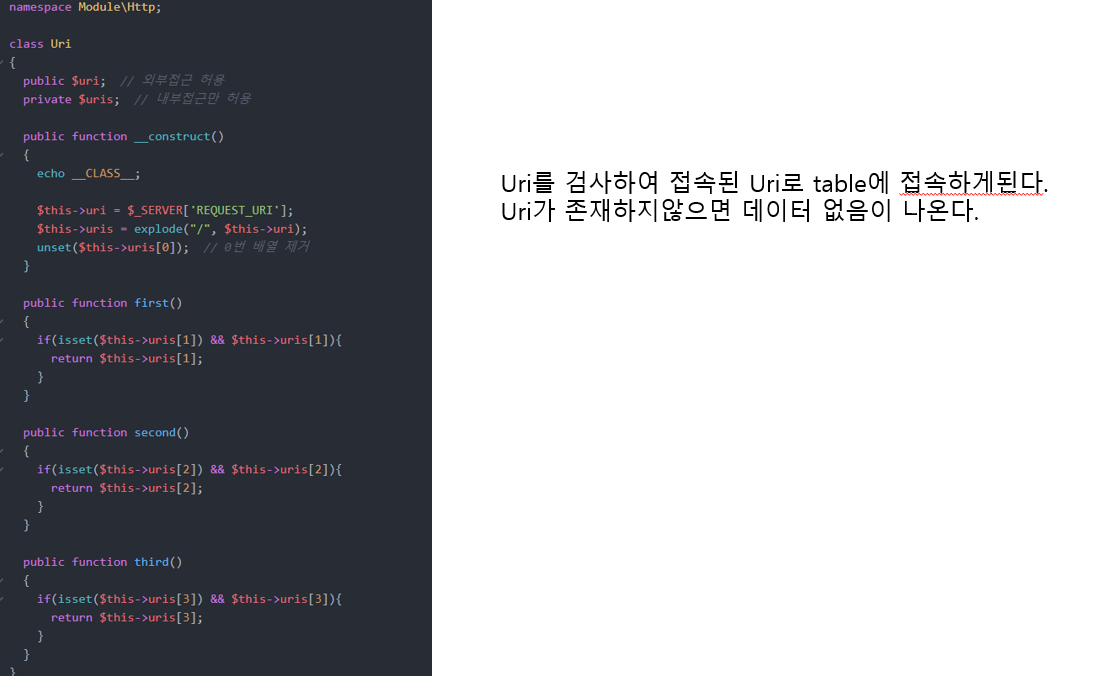 namespace Module\Http;
class Uri
{
public $uri; // 외부접근 허용
private $uris; // 내부접근만 허용
public function __construct()
{
echo __CLASS__;
$this->uri = $_SERVER['REQUEST_URI'];
$this->uris = explode("/", $this->uri);
unset($this->uris[0]); // 0번 배열 제거
}
public function first()
{
if(isset($this->uris[1]) && $this->uris[1]){
return $this->uris[1];
}
}
public function second()
{
if(isset($this->uris[2]) && $this->uris[2]){
return $this->uris[2];
}
}
public function third()
{
if(isset($this->uris[3]) && $this->uris[3]){
return $this->uris[3];
}
}
}
Uri를 검사하여 접속된 Uri로 table에 접속하게된다.
Uri가 존재하지않으면 데이터 없음이 나온다.